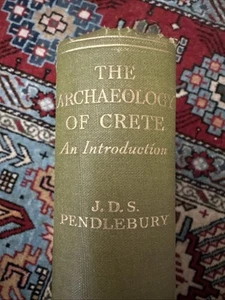 THE
ARCHAEOLOGY
OF CRETE
An Introduction
J. D. S.
PENDLEBURY